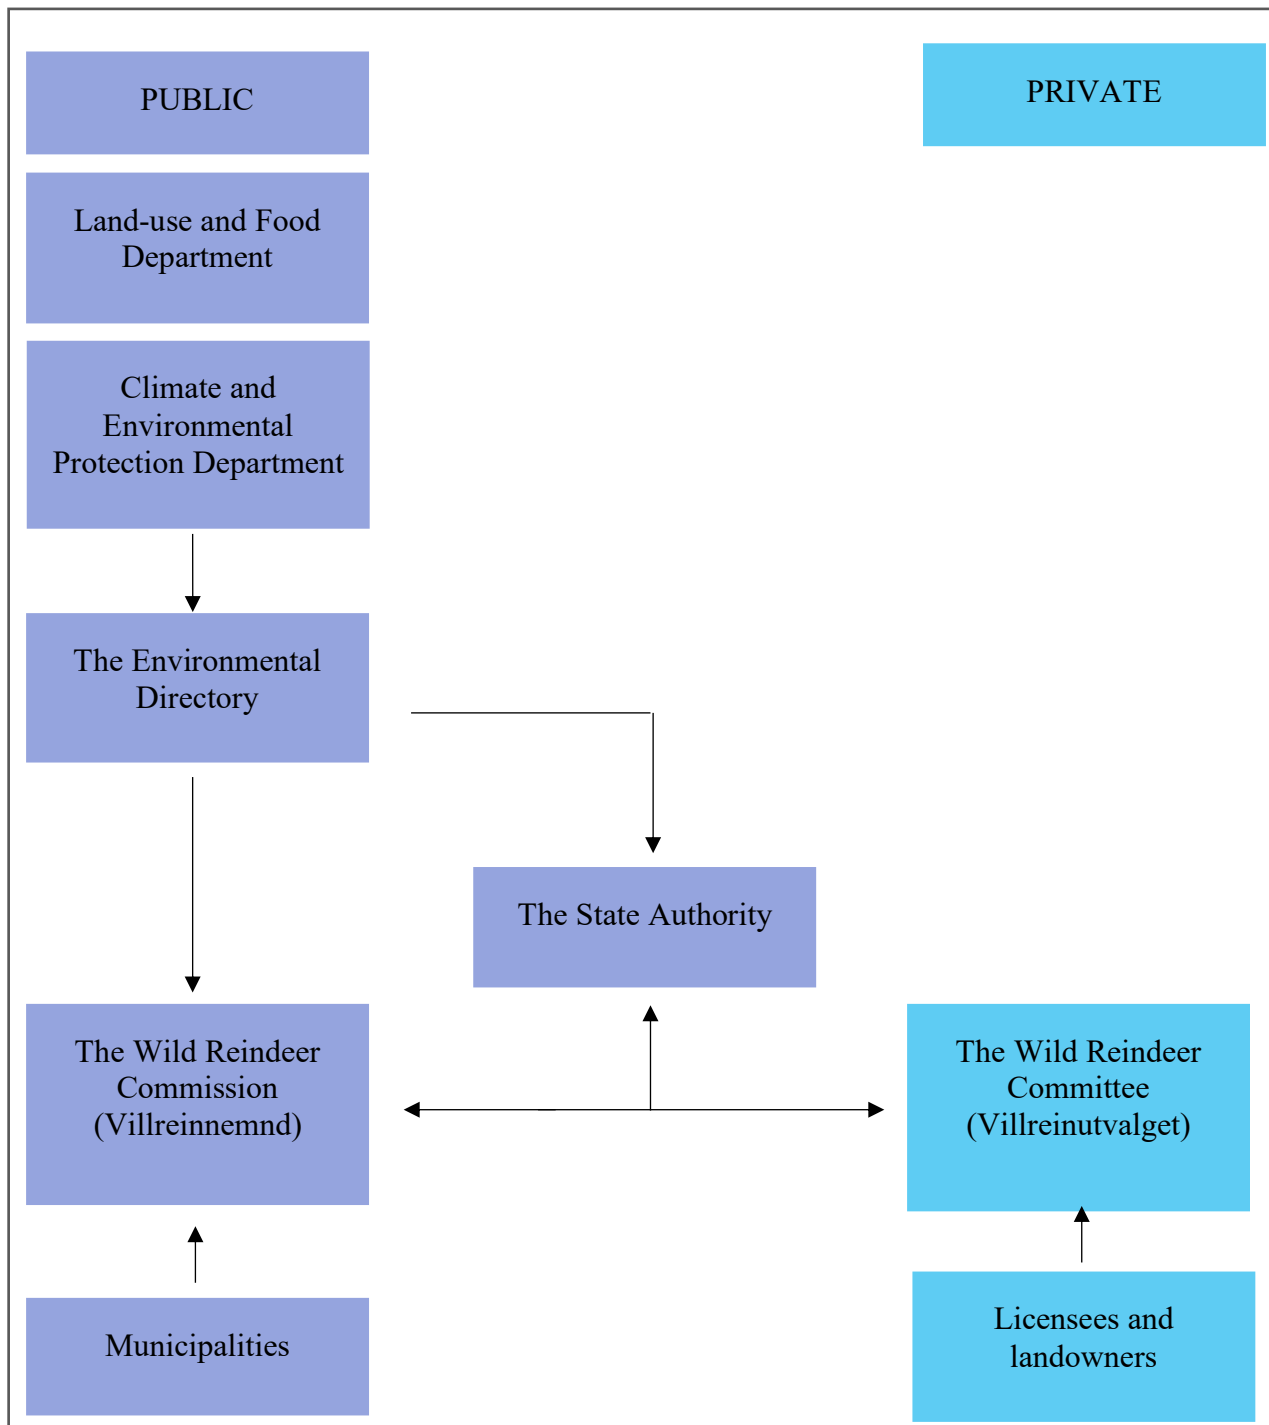 PUBLIC
PRIVATE
Land-use and Food
Department
Climate and
Environmental
Protection Department
The Environmental
Directory
The State Authority
The Wild Reindeer
Commission
(Villreinnemnd)
The Wild Reindeer
Committee
(Villreinutvalget)
Municipalities
Licensees and
landowners